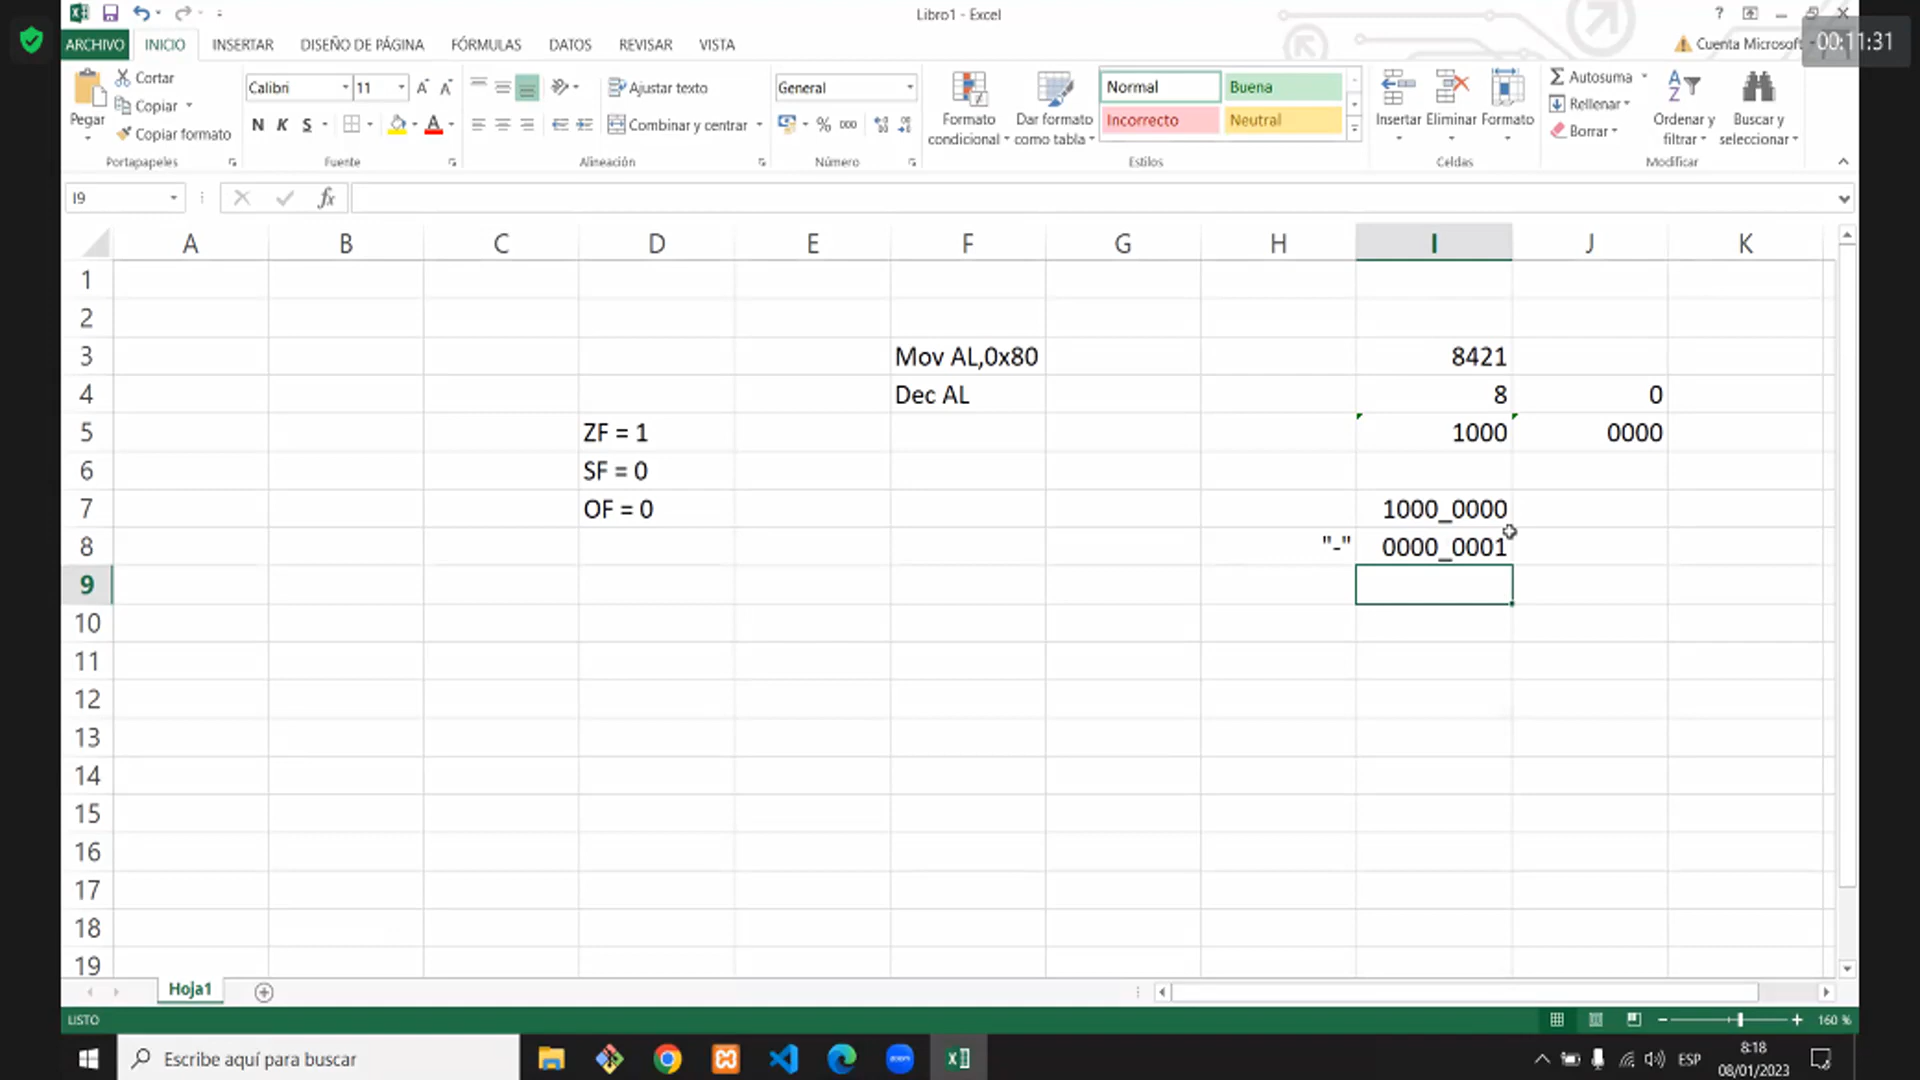 Libro1 - Excel
00:11:31
ARCHIVO INICIO INSERTAR DISEÑO DE PÁGINA FÓRMULAS DATOS REVISAR VISTA
Cuenta Microsoft
Pegar
Cortar
Copiar
Copiar formato
Portapapeles
Calibri 11
N K S
Fuente
Ajustar texto
Combinar y centrar
Alineación
General
% 000
Número
Formato condicional
Dar formato como tabla
Normal Buena
Incorrecto Neutral
Estilos
Insertar Eliminar Formato
Celdas
Autosuma
Rellenar
Borrar
Ordenar y filtrar
Buscar y seleccionar
Modificar
I9
fx
A B C D E F G H I J K
1
2
3 Mov AL,0x80 8421
4 Dec AL 8 0
5 ZF = 1 1000 0000
6 SF = 0
7 OF = 0 1000_0000
8 "-" 0000_0001
9
10
11
12
13
14
15
16
17
18
19
Hoja1
LISTO
160 %
Escribe aquí para buscar
zoom
ESP
8:18
08/01/2023